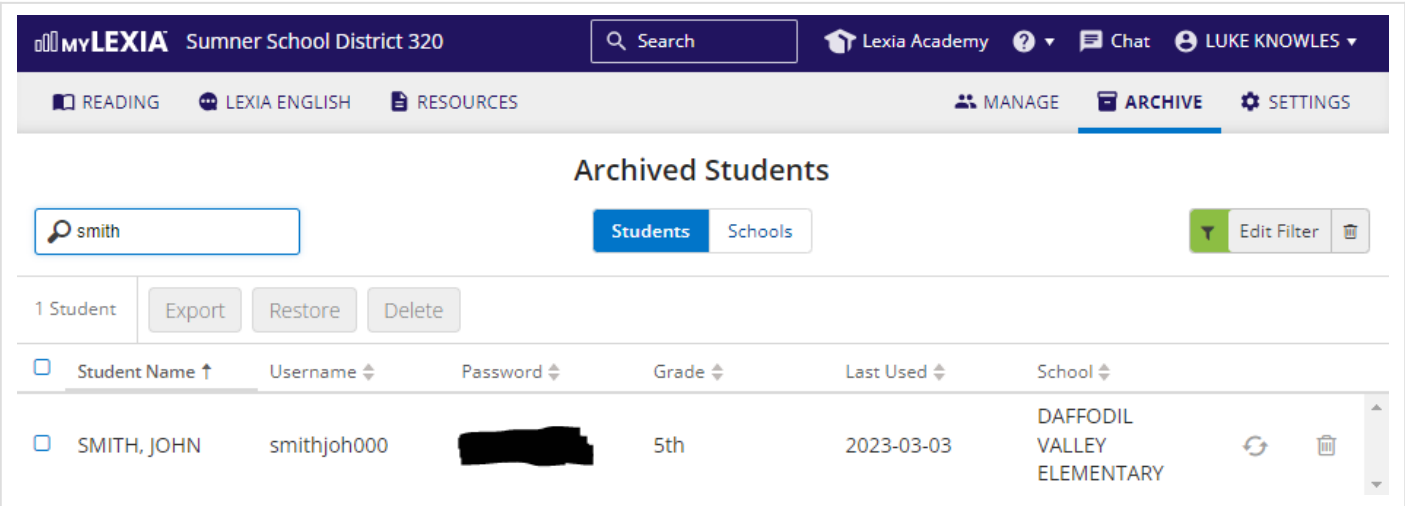 myLEXIA Sumner School District 320 Search Lexia Academy ? Chat LUKE KNOWLES
READING LEXIA ENGLISH RESOURCES MANAGE ARCHIVE SETTINGS
Archived Students
smith Students Schools Edit Filter
1 Student Export Restore Delete
Student Name Username Password Grade Last Used School
SMITH, JOHN smithjoh000 5th 2023-03-03 DAFFODIL
VALLEY
ELEMENTARY